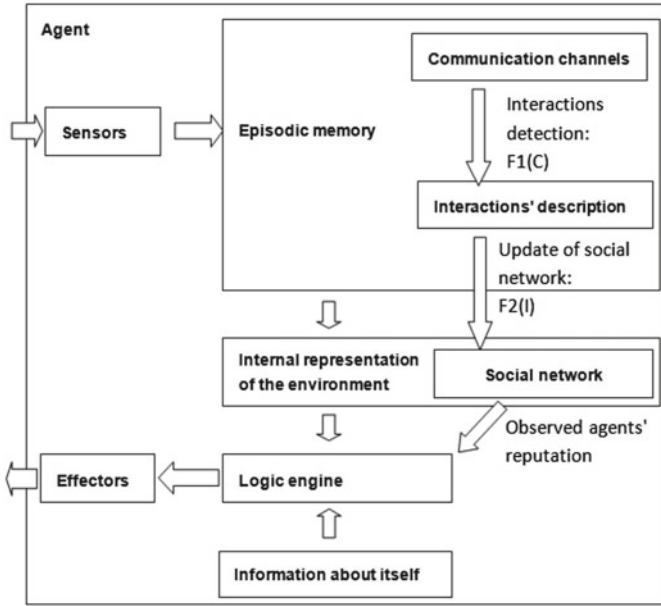 Agent
Communication channels
Sensors
Episodic memory
Interactions
detection:
F1(C)
Interactions' description
Update of social
network:
F2(I)
Internal representation
of the environment
Social network
Observed agents'
reputation
Effectors
Logic engine
Information about itself